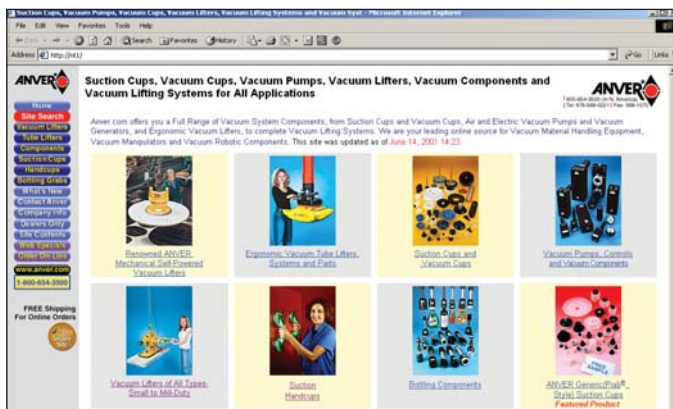 Suction Cups, Vacuum Pumps, Vacuum Cups, Vacuum Lifters, Vacuum Lifting Systems and Vacuum Syst - Microsoft Internet Explorer
File Edit View Favorites Tools Help
Search Favorites History
Address http://nt1/ Go Links
ANVER
Home
Site Search
Vacuum Lifters
Tube Lifters
Components
Suction Cups
Handcups
Bottling Grabs
What's New
Contact Anver
Company Info
Dealers Only
Site Contents
Web Specials
Order On Line
www.anver.com
1-800-654-3500
FREE Shipping
For Online Orders
Suction Cups, Vacuum Cups, Vacuum Pumps, Vacuum Lifters, Vacuum Components and
Vacuum Lifting Systems for All Applications
ANVER
Anver.com offers you a Full Range of Vacuum System Components, from Suction Cups and Vacuum Cups, Air and Electric Vacuum Pumps and Vacuum
Generators, and Ergonomic Vacuum Lifters, to complete Vacuum Lifting Systems. We are your leading online source for Vacuum Material Handling Equipment,
Vacuum Manipulators and Vacuum Robotic Components. This site was updated as of June 14, 2001 14:23
Renowned ANVER
Mechanical Self-Powered
Vacuum Lifters
Ergonomic Vacuum Tube Lifters,
Systems and Parts
Suction Cups and
Vacuum Cups
Vacuum Pumps, Controls
and Vacuum Components
Vacuum Lifters of All Types-
Small to Mill-Duty
Suction
Handcups
Bottling Components
FREE
SAMPLE
ANVER Generic(Piab® Style) Suction Cups
Featured Product